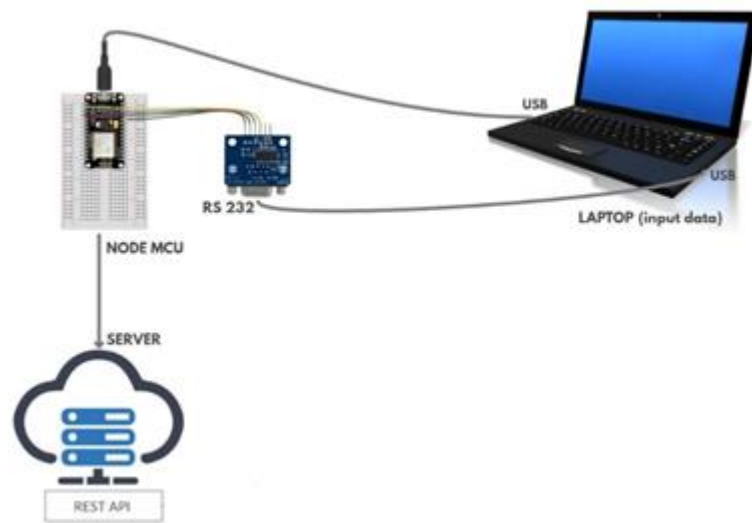 USB
USB
RS 232
LAPTOP (input data)
NODE MCU
SERVER
REST API